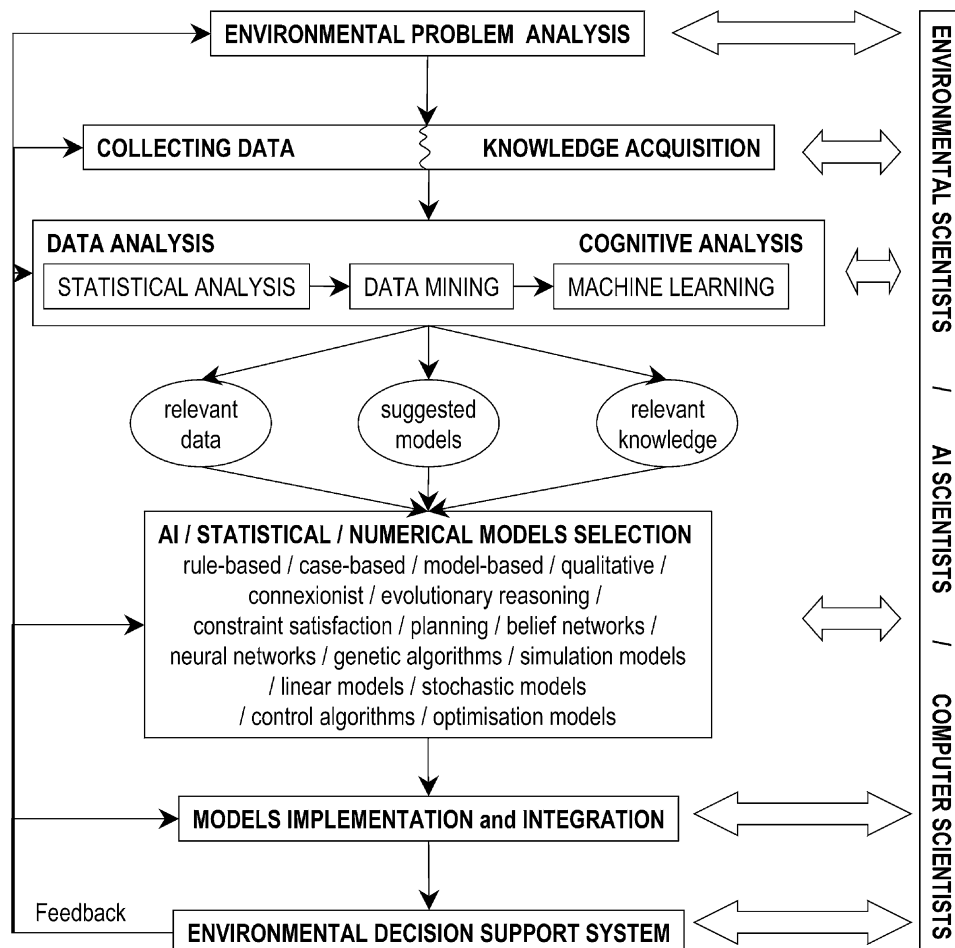 ENVIRONMENTAL PROBLEM ANALYSIS
COLLECTING DATA
KNOWLEDGE ACQUISITION
DATA ANALYSIS
COGNITIVE ANALYSIS
STATISTICAL ANALYSIS
DATA MINING
MACHINE LEARNING
relevant
data
suggested
models
relevant
knowledge
AI / STATISTICAL / NUMERICAL MODELS SELECTION
rule-based / case-based / model-based / qualitative /
connexionist / evolutionary reasoning /
constraint satisfaction / planning / belief networks /
neural networks / genetic algorithms / simulation models
/ linear models / stochastic models
/ control algorithms / optimisation models
MODELS IMPLEMENTATION and INTEGRATION
Feedback
ENVIRONMENTAL DECISION SUPPORT SYSTEM
ENVIRONMENTAL SCIENTISTS / AI SCIENTISTS / COMPUTER SCIENTISTS